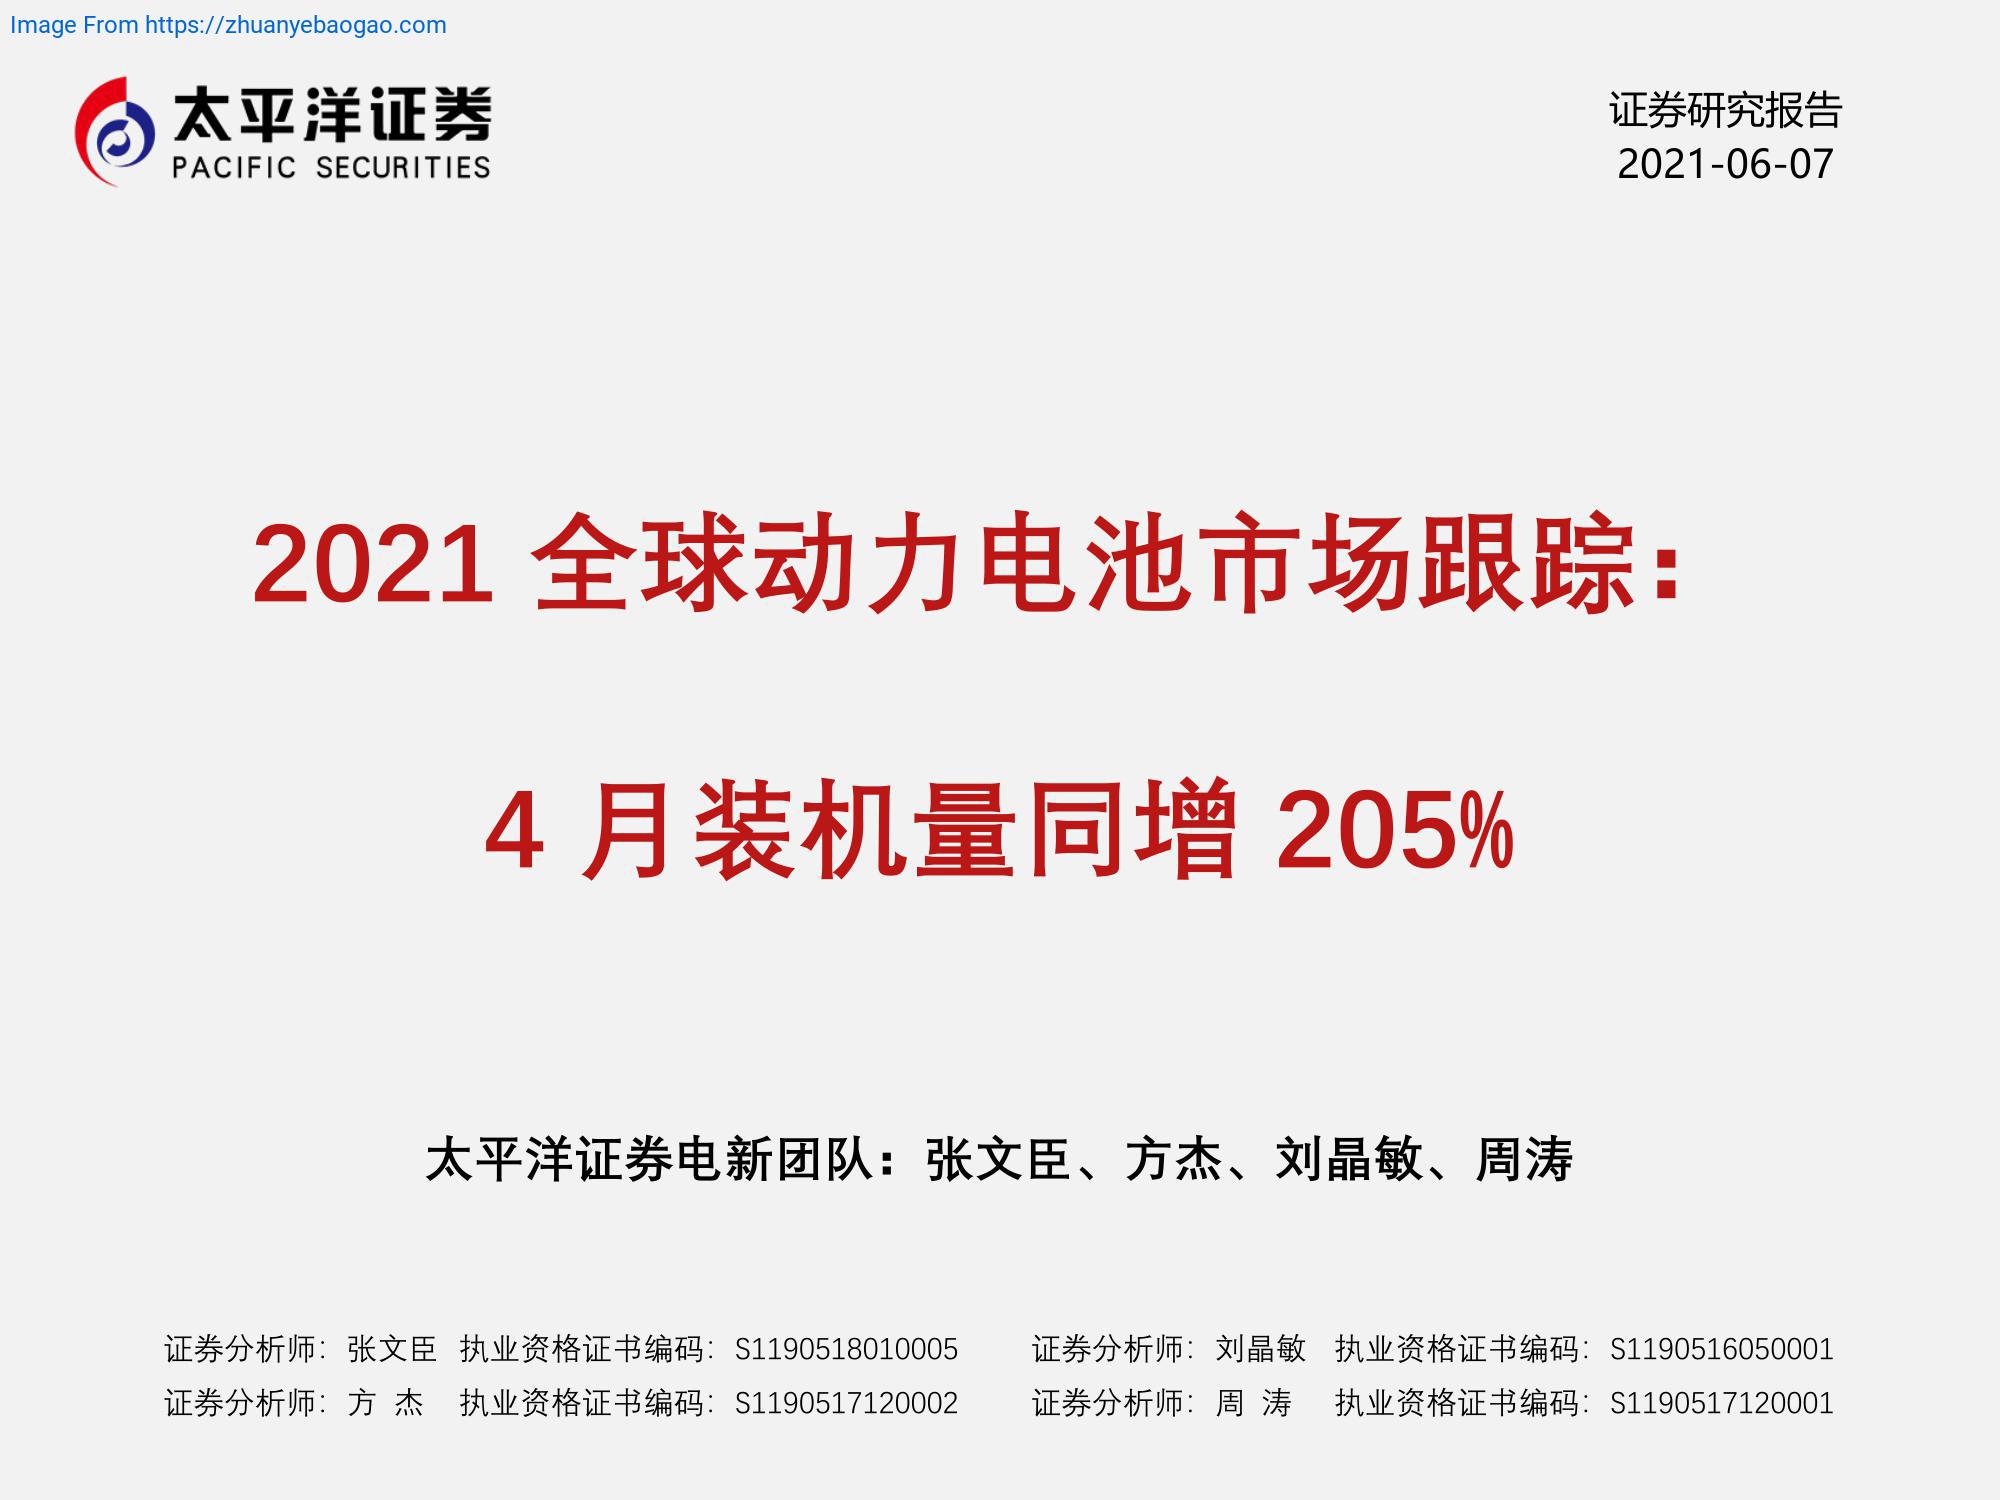 Image From https://zhuanyebaogao.com
太平洋证券
PACIFIC SECURITIES
证券研究报告
2021-06-07
2021 全球动力电池市场跟踪：
4 月装机量同增 205%
太平洋证券电新团队：张文臣、方杰、刘晶敏、周涛
证券分析师：张文臣 执业资格证书编码：S1190518010005 证券分析师：刘晶敏 执业资格证书编码：S1190516050001
证券分析师：方 杰 执业资格证书编码：S1190517120002 证券分析师：周 涛 执业资格证书编码：S1190517120001